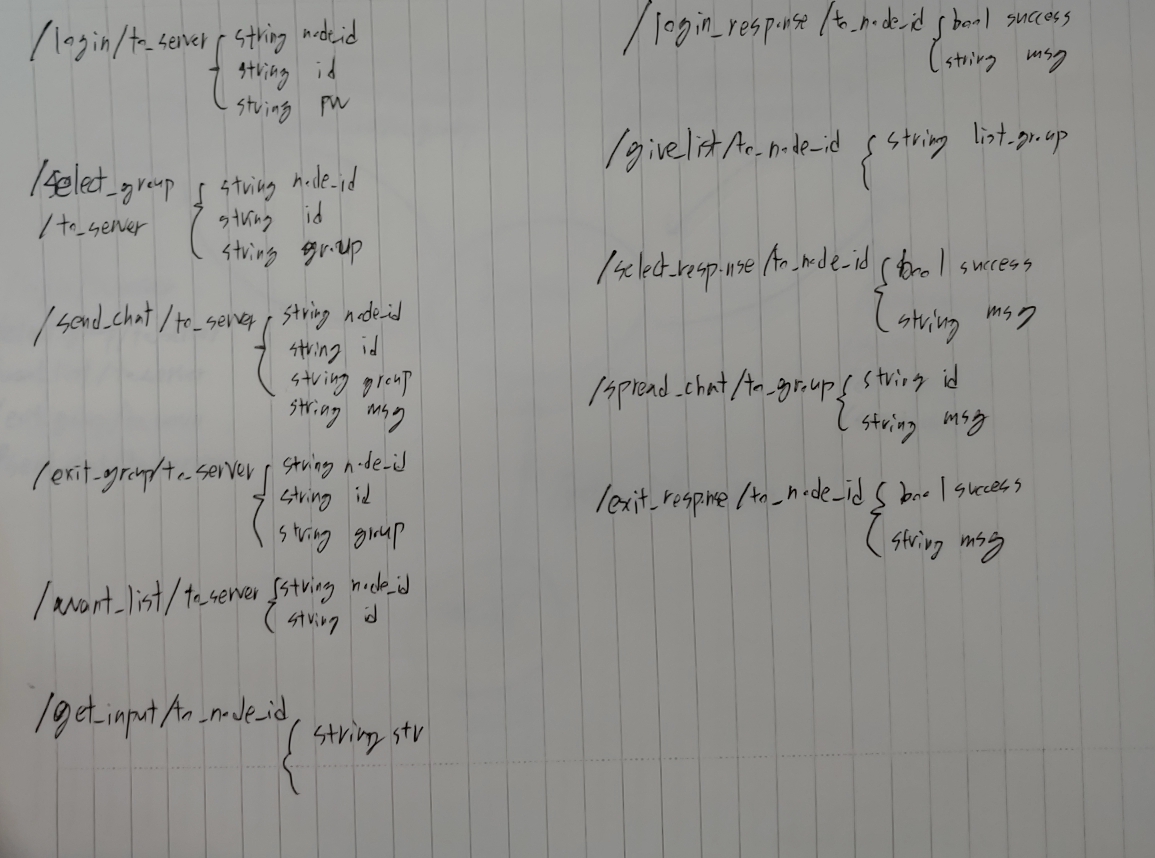 /login/to_server { string node_id
string id
string pw
/select_group { string node_id
/to_server string id
string group
/send_chat/to_server { string node_id
string id
string group
string msg
/exit_group/to_server { string node_id
string id
string group
/want_list/to_server { string node_id
string id
/get_input/to_node_id
{ string str
/login_response/to_node_id { bool success
string msg
/give_list/to_node_id { string list_group
/select_response/to_node_id { bool success
string msg
/spread_chat/to_group { string id
string msg
/exit_response/to_node_id { bool success
string msg